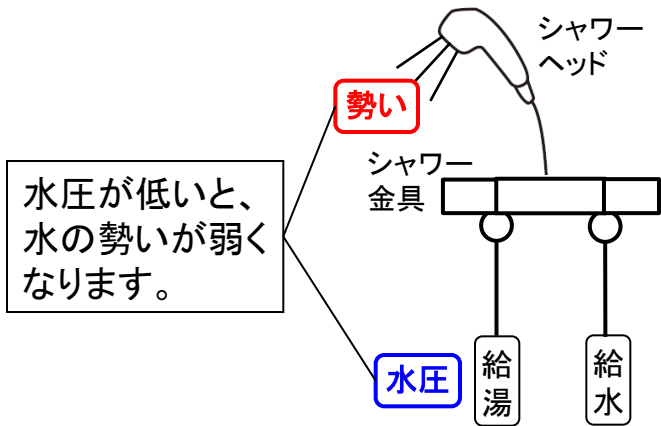 シャワー
ヘッド
勢い
シャワー
金具
水圧が低いと、
水の勢いが弱く
なります。
水圧
給湯
給水